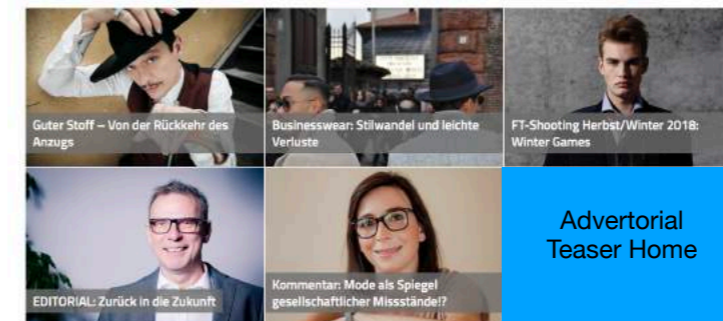 Guter Stoff – Von der Rückkehr des
Anzugs
Businesswear: Stilwandel und leichte
Verluste
FT-Shooting Herbst/Winter 2018:
Winter Games
EDITORIAL: Zurück in die Zukunft
Kommentar: Mode als Spiegel
gesellschaftlicher Missstände!?
Advertorial
Teaser Home